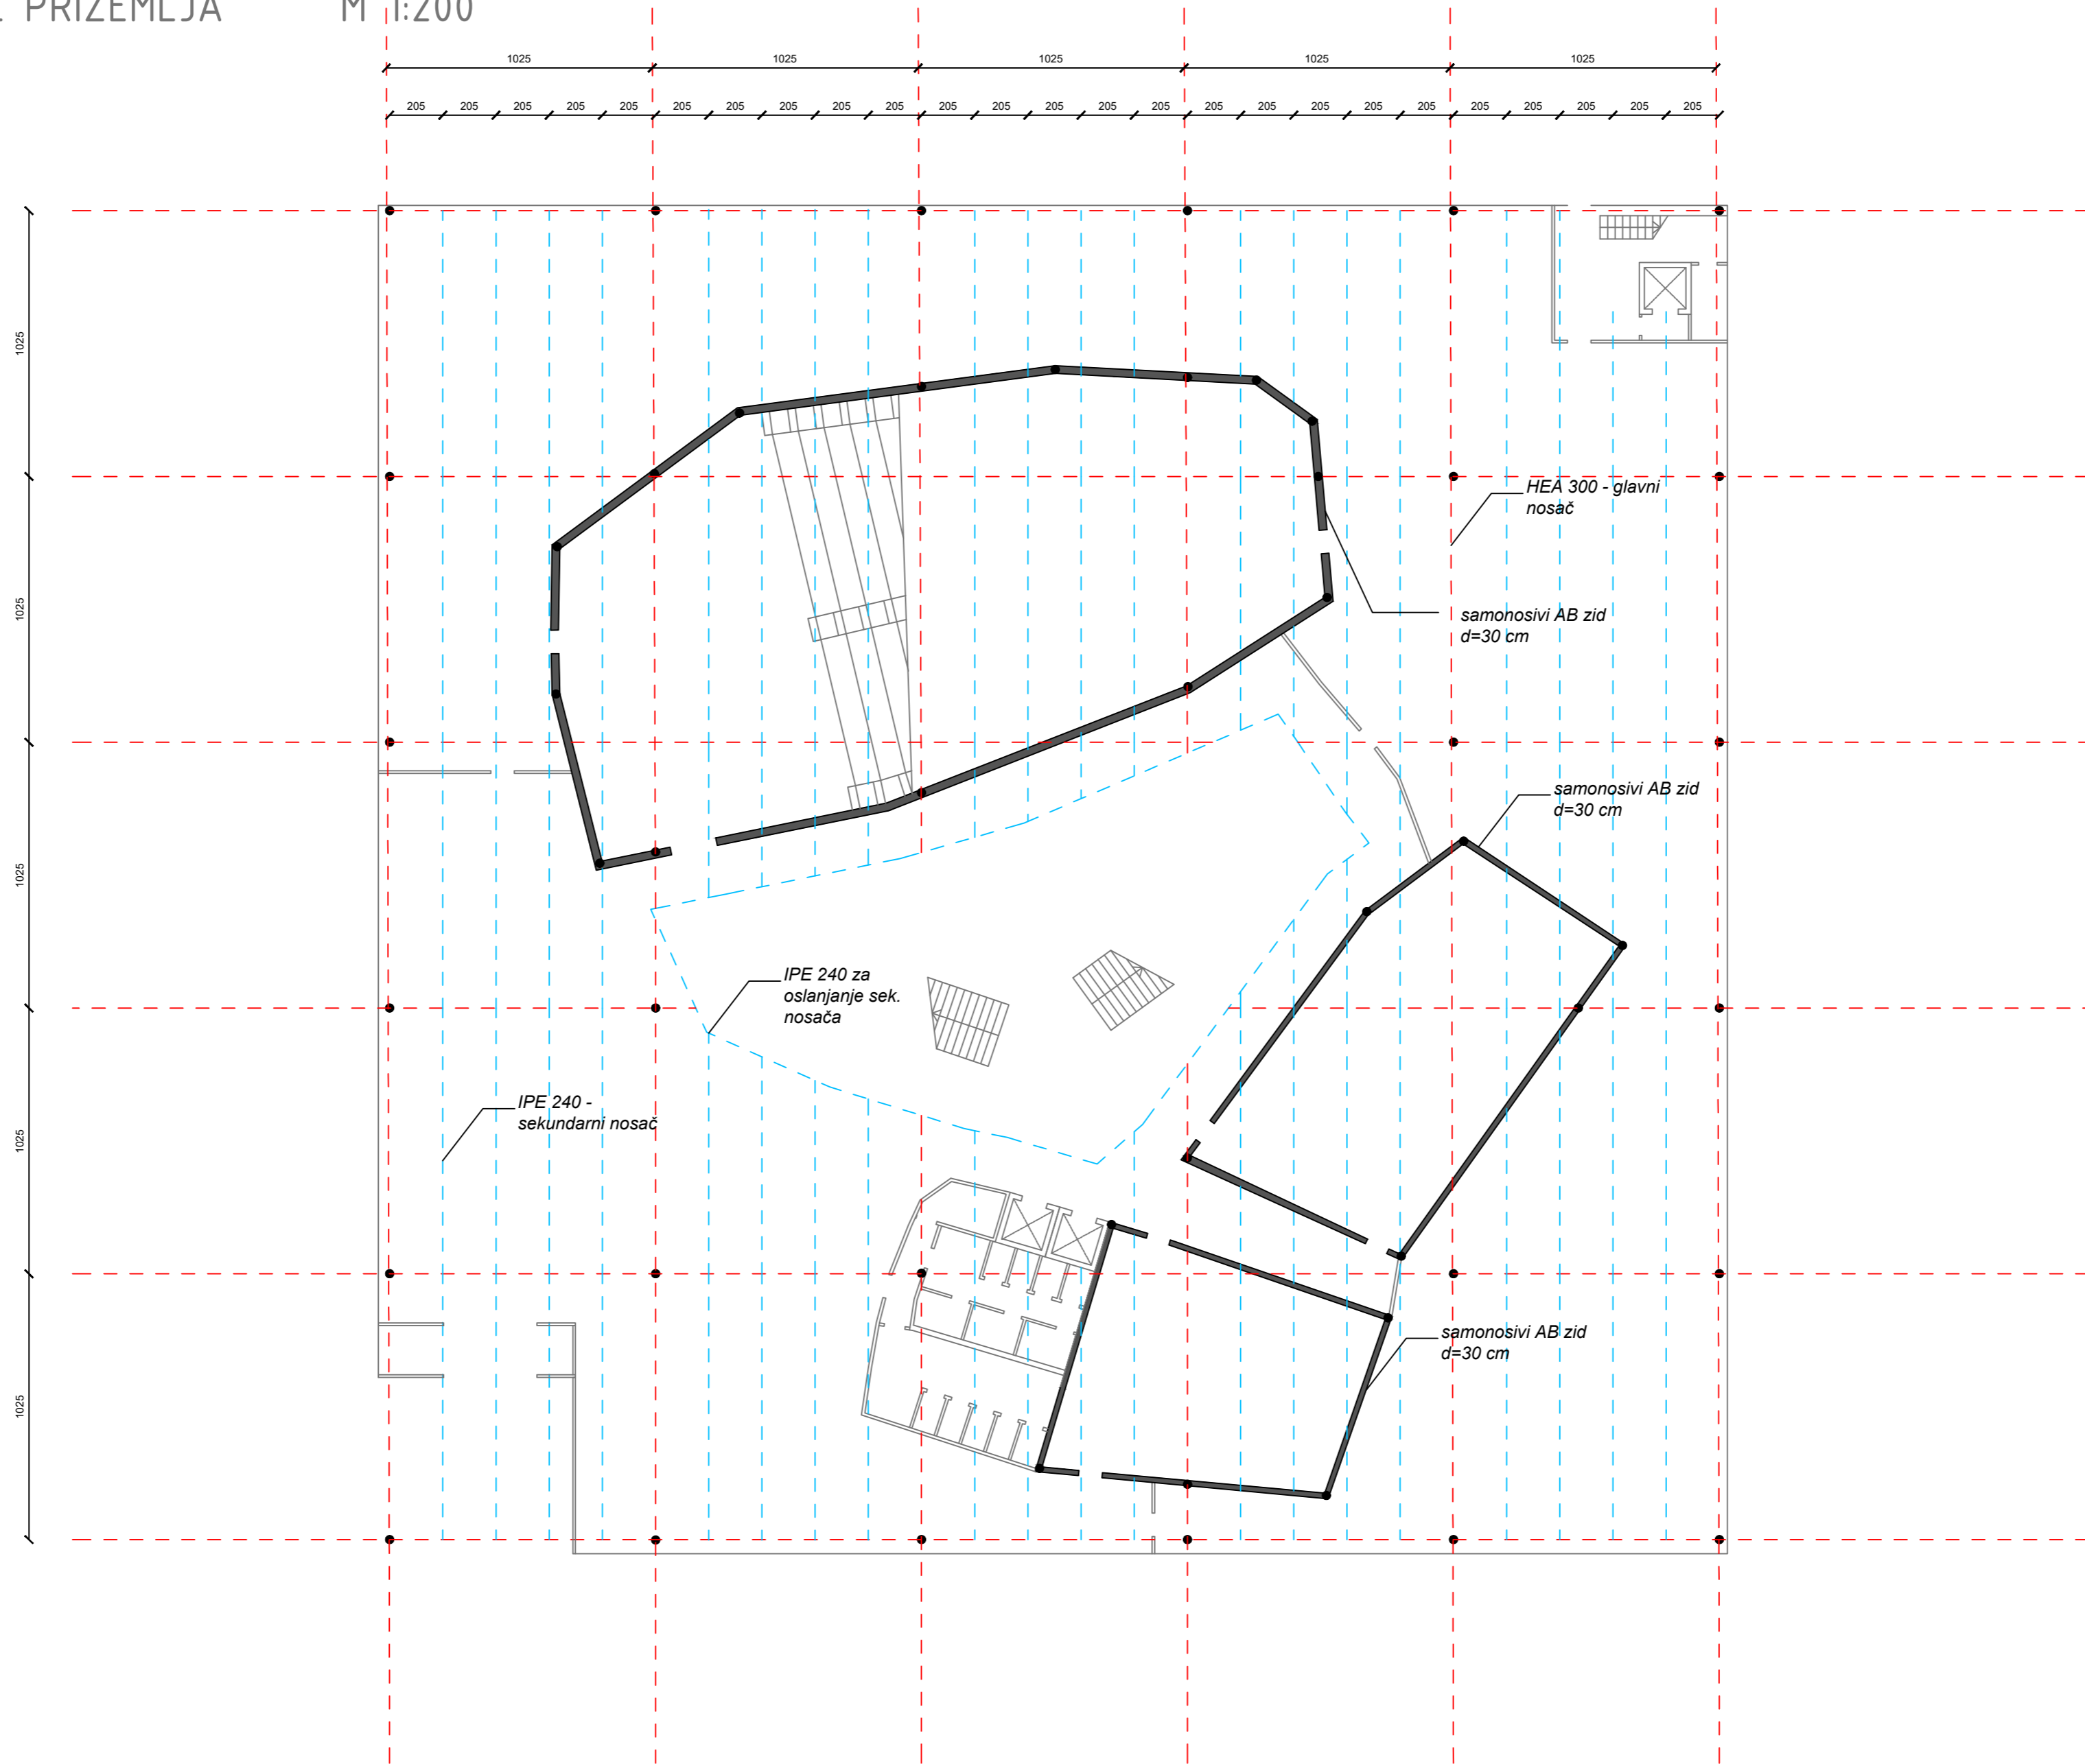 PRIZEMLJA M 1:200
1025 1025 1025 1025 1025
205 205 205 205 205 205 205 205 205 205 205 205 205 205 205 205 205 205 205 205 205 205 205 205 205
1025
HEA 300 - glavni
nosač
1025
samonosivi AB zid
d=30 cm
samonosivi AB zid
d=30 cm
1025
IPE 240 za
oslanjanje sek.
nosača
IPE 240 -
sekundarni nosač
1025
samonosivi AB zid
d=30 cm
1025